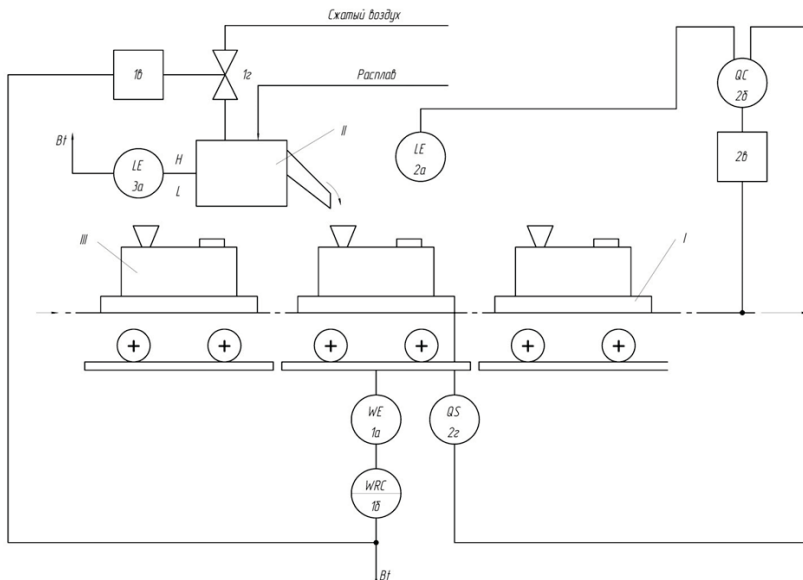 Сжатый воздух
1в
1г
QC
2б
Расплав
Bt
LE
3а
H
L
II
LE
2а
2в
III
I
WE
1а
QS
2г
WRC
1б
Bt